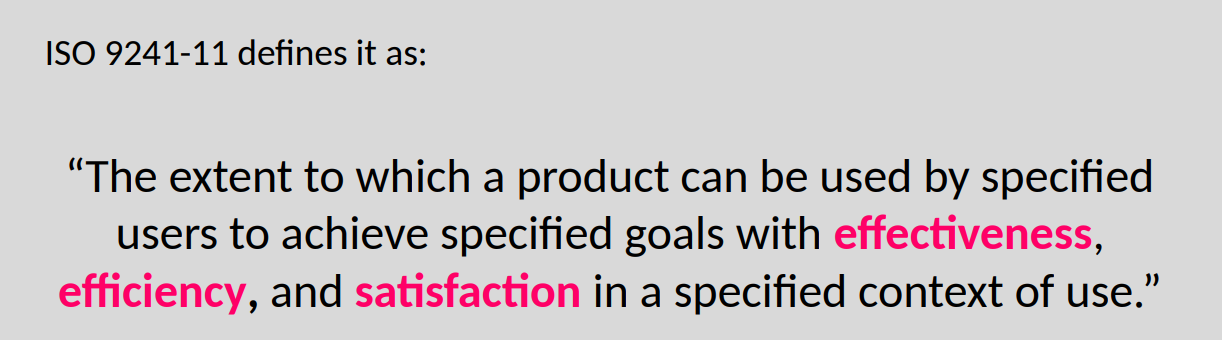 ISO 9241-11 defines it as:
“The extent to which a product can be used by specified
users to achieve specified goals with effectiveness,
efficiency, and satisfaction in a specified context of use.”